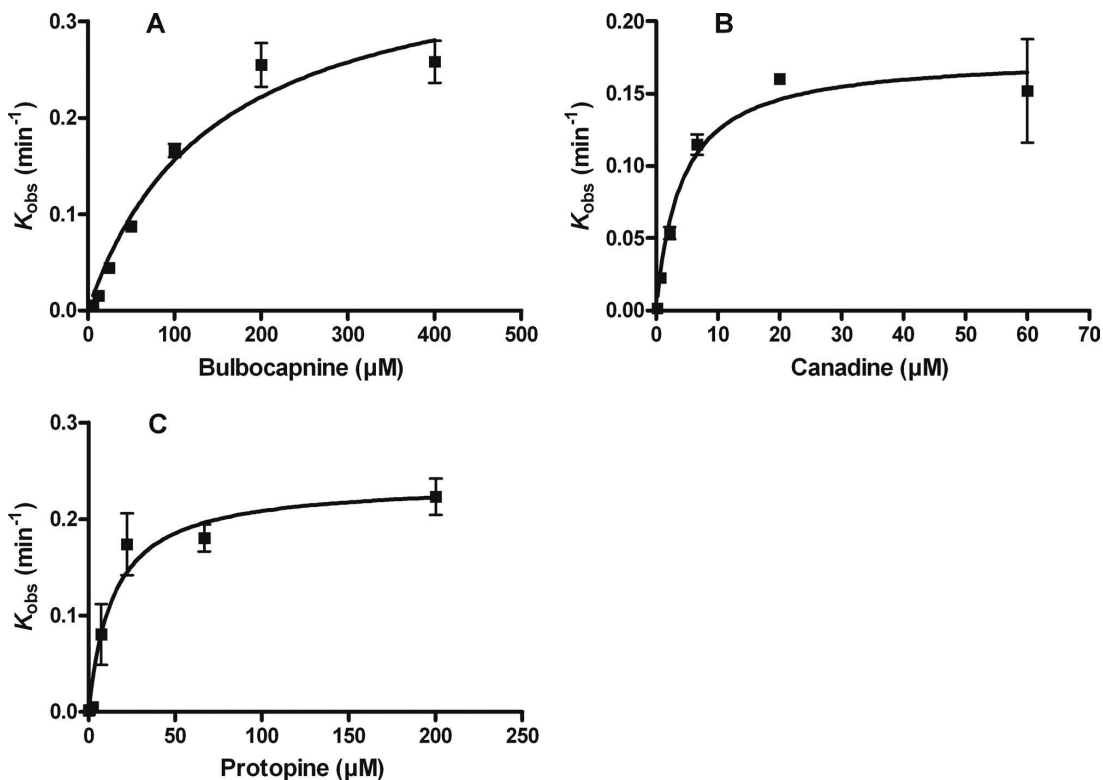 A
0.3
0.2
0.1
0.0
K_obs (min⁻¹)
0 100 200 300 400 500
Bulbocapnine (µM)
B
0.20
0.15
0.10
0.05
0.00
K_obs (min⁻¹)
0 10 20 30 40 50 60 70
Canadine (µM)
C
0.3
0.2
0.1
0.0
K_obs (min⁻¹)
0 50 100 150 200 250
Protopine (µM)